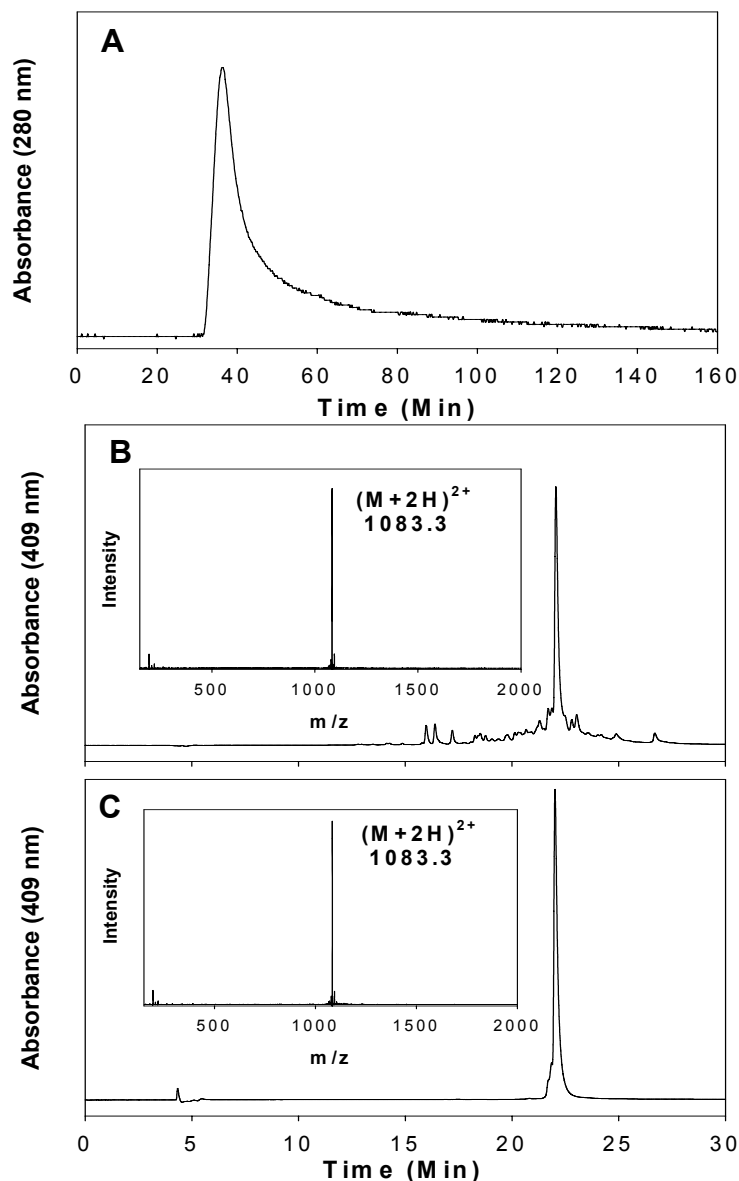 A
Absorbance (280 nm)
0 20 40 60 80 100 120 140 160
Time (Min)
B
Absorbance (409 nm)
(M+2H)2+
1083.3
Intensity
500 1000 1500 2000
m/z
C
Absorbance (409 nm)
(M+2H)2+
1083.3
Intensity
500 1000 1500 2000
m/z
0 5 10 15 20 25 30
Time (Min)